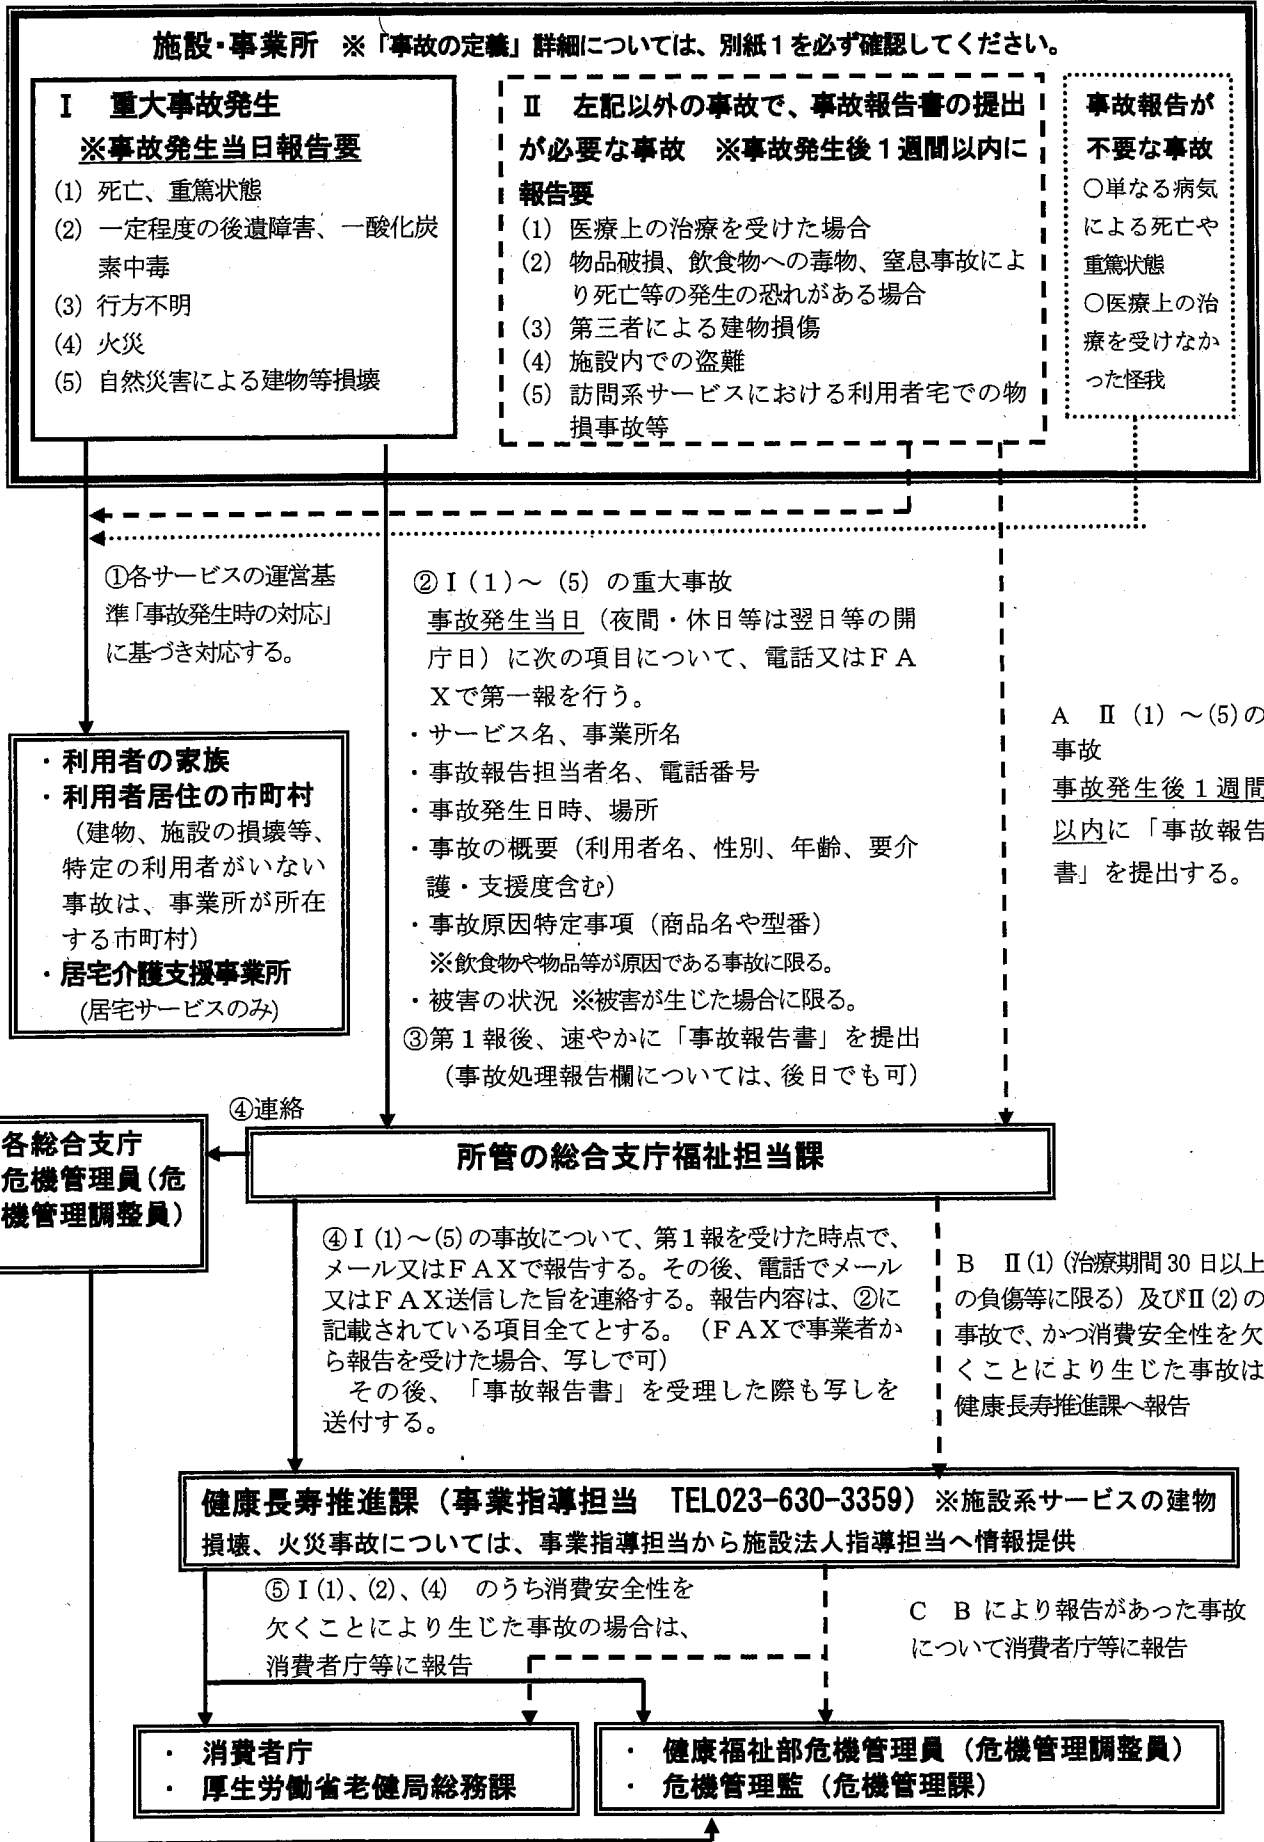 施設・事業所 ※「事故の定義」詳細については、別紙１を必ず確認してください。
Ⅰ 重大事故発生
※事故発生当日報告要
(1) 死亡、重篤状態
(2) 一定程度の後遺障害、一酸化炭
素中毒
(3) 行方不明
(4) 火災
(5) 自然災害による建物等損壊
Ⅱ 左記以外の事故で、事故報告書の提出
が必要な事故 ※事故発生後１週間以内に
報告要
(1) 医療上の治療を受けた場合
(2) 物品破損、飲食物への毒物、窒息事故によ
り死亡等の発生の恐れがある場合
(3) 第三者による建物損傷
(4) 施設内での盗難
(5) 訪問系サービスにおける利用者宅での物
損事故等
事故報告が
不要な事故
○単なる病気
による死亡や
重篤状態
○医療上の治
療を受けなか
った怪我
①各サービスの運営基
準「事故発生時の対応」
に基づき対応する。
②Ⅰ(１)～（5）の重大事故
事故発生当日（夜間・休日等は翌日等の開
庁日）に次の項目について、電話又はＦＡ
Ｘで第一報を行う。
・サービス名、事業所名
・事故報告担当者名、電話番号
・事故発生日時、場所
・事故の概要（利用者名、性別、年齢、要介
護・支援度含む）
・事故原因特定事項（商品名や型番）
※飲食物や物品等が原因である事故に限る。
・被害の状況 ※被害が生じた場合に限る。
③第１報後、速やかに「事故報告書」を提出
（事故処理報告欄については、後日でも可）
A Ⅱ（1）～(5)の
事故
事故発生後１週間
以内に「事故報告
書」を提出する。
・利用者の家族
・利用者居住の市町村
（建物、施設の損壊等、
特定の利用者がいない
事故は、事業所が所在
する市町村）
・居宅介護支援事業所
(居宅サービスのみ)
④連絡
各総合支庁
危機管理員（危
機管理調整員）
所管の総合支庁福祉担当課
④Ⅰ(1)～(5)の事故について、第１報を受けた時点で、
メール又はＦＡＸで報告する。その後、電話でメール
又はＦＡＸ送信した旨を連絡する。報告内容は、②に
記載されている項目全てとする。（ＦＡＸで事業者か
ら報告を受けた場合、写しで可）
その後、「事故報告書」を受理した際も写しを
送付する。
B Ⅱ(1)（治療期間30日以上
の負傷等に限る）及びⅡ(2)の
事故で、かつ消費安全性を欠
くことにより生じた事故は
健康長寿推進課へ報告
健康長寿推進課（事業指導担当 TEL023-630-3359）※施設系サービスの建物
損壊、火災事故については、事業指導担当から施設法人指導担当へ情報提供
⑤Ⅰ(1)、(2)、(4) のうち消費安全性を
欠くことにより生じた事故の場合は、
消費者庁等に報告
C B により報告があった事故
について消費者庁等に報告
・ 消費者庁
・ 厚生労働省老健局総務課
・ 健康福祉部危機管理員（危機管理調整員）
・ 危機管理監（危機管理課）